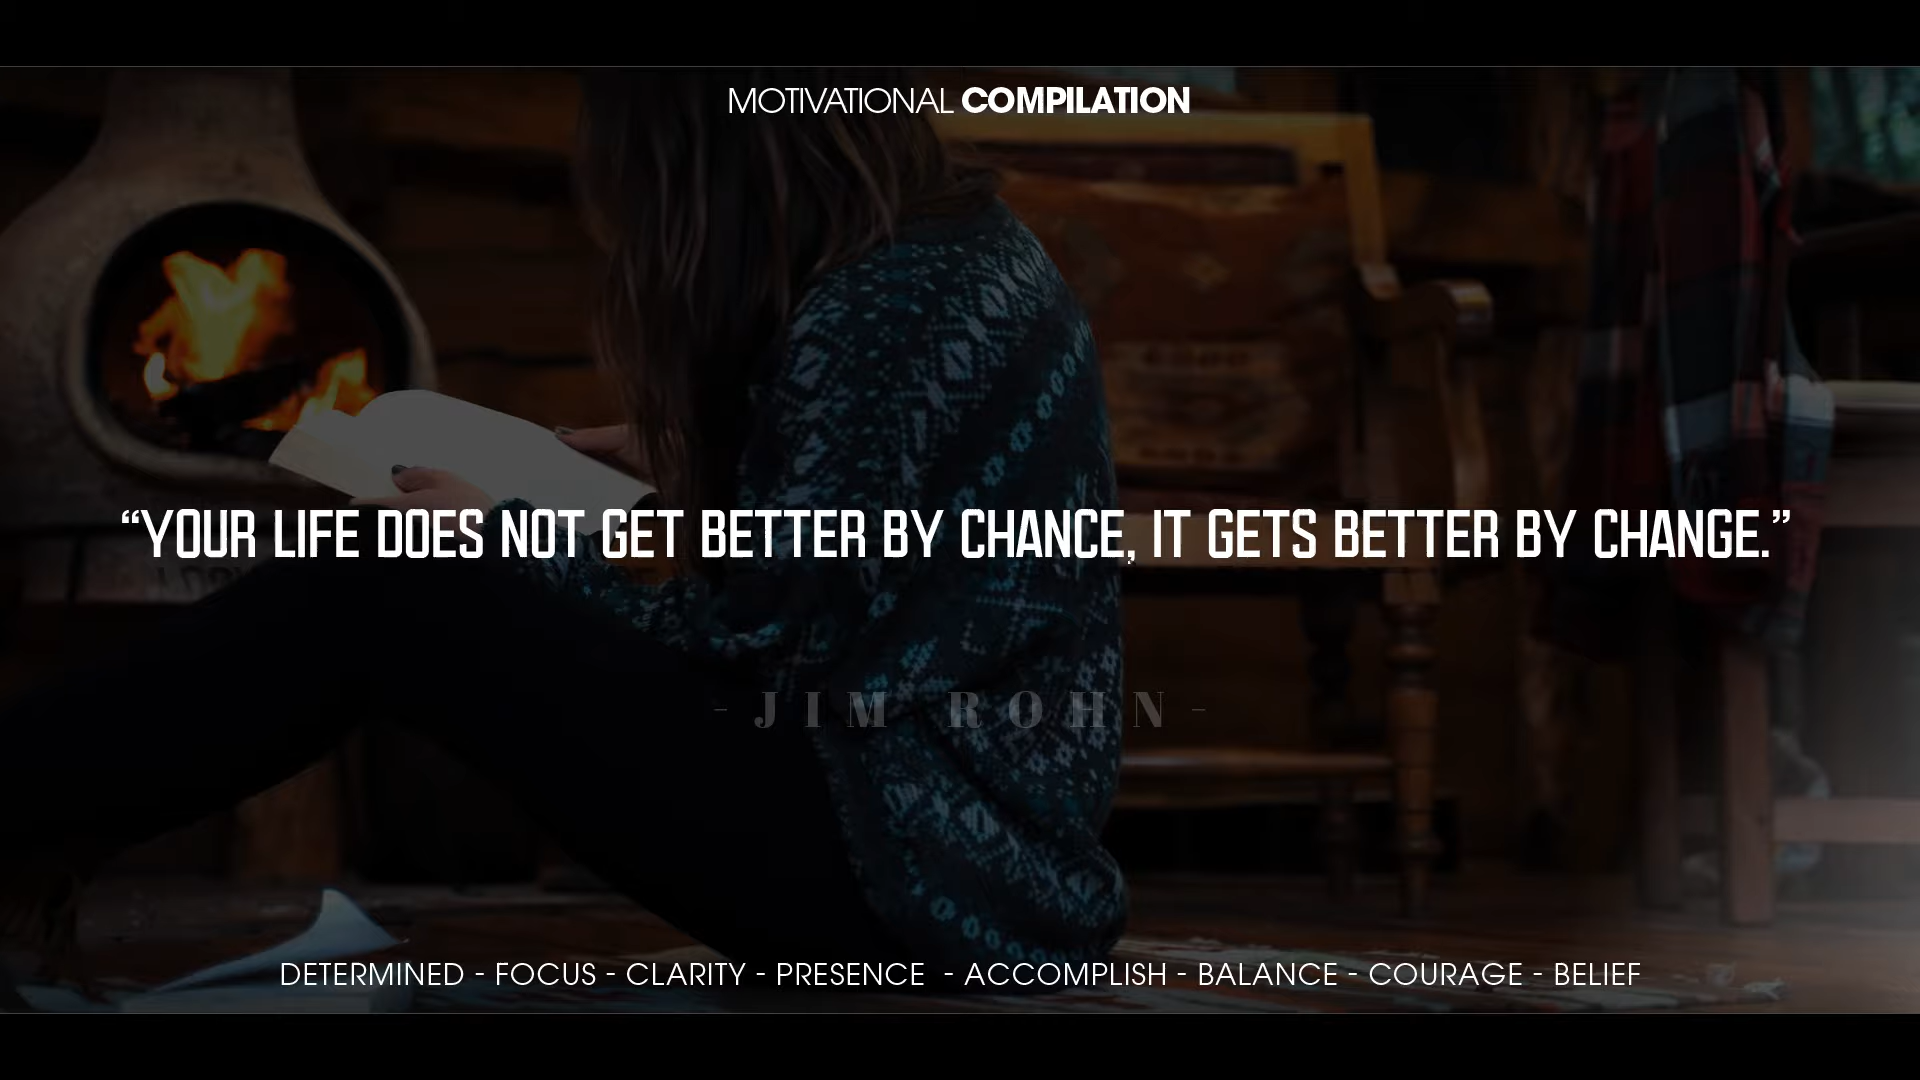 MOTIVATIONAL COMPILATION
“YOUR LIFE DOES NOT GET BETTER BY CHANCE, IT GETS BETTER BY CHANGE.”
- JIM ROHN -
DETERMINED - FOCUS - CLARITY - PRESENCE - ACCOMPLISH - BALANCE - COURAGE - BELIEF